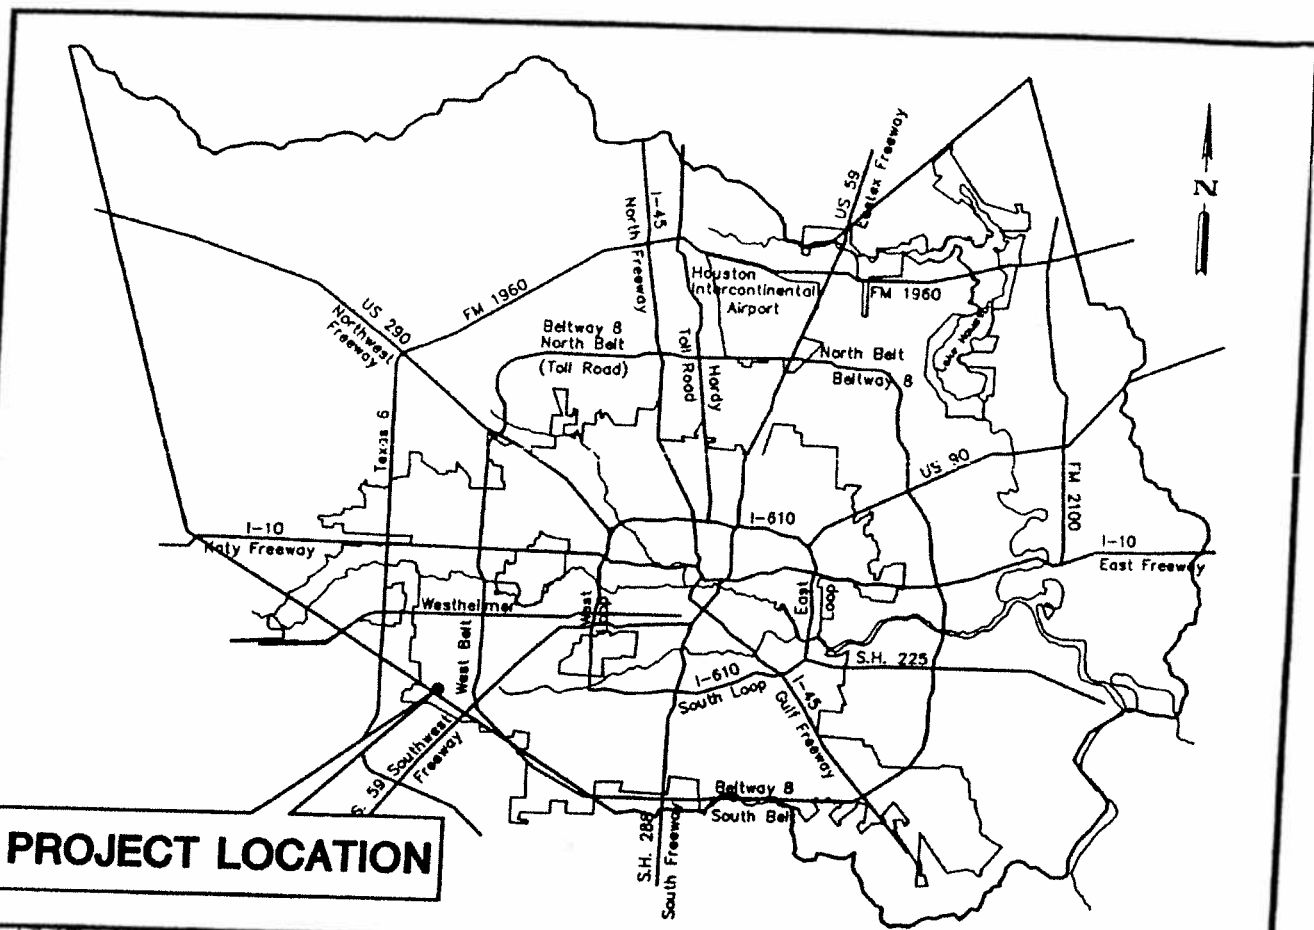 US 59
Eastex Freeway
N
I-45
North Freeway
Houston
Intercontinental
Airport
FM 1960
FM 1960
US 290
Northwest
Freeway
Beltway 8
North Belt
(Toll Road)
Toll Road
Hardy
North Belt
Beltway 8
Lake Houston
Texas 6
US 90
FM 2100
I-610
I-10
Katy Freeway
I-10
East Freeway
Westheimer
West Belt
West
Loop
East
Loop
S.H. 225
I-610
South Loop
I-45
Gulf Freeway
S. 59 Southwest
Freeway
Beltway 8
South Belt
S.H. 288
South Freeway
PROJECT LOCATION